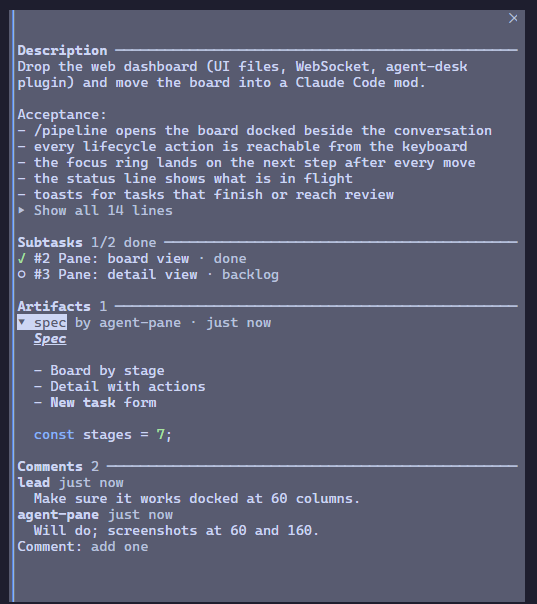 ×
Description
Drop the web dashboard (UI files, WebSocket, agent-desk
plugin) and move the board into a Claude Code mod.
Acceptance:
– /pipeline opens the board docked beside the conversation
– every lifecycle action is reachable from the keyboard
– the focus ring lands on the next step after every move
– the status line shows what is in flight
– toasts for tasks that finish or reach review
▸ Show all 14 lines
Subtasks 1/2 done
✓ #2 Pane: board view · done
○ #3 Pane: detail view · backlog
Artifacts 1
▾ spec by agent-pane · just now
Spec
– Board by stage
– Detail with actions
– New task form
const stages = 7;
Comments 2
lead just now
Make sure it works docked at 60 columns.
agent-pane just now
Will do; screenshots at 60 and 160.
Comment: add one